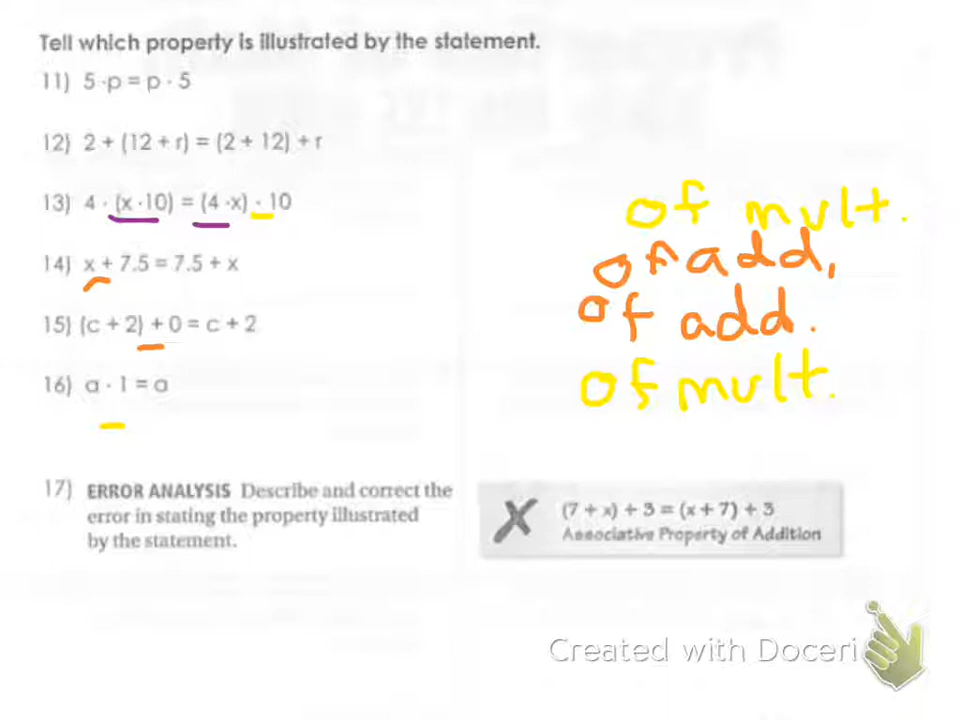 Tell which property is illustrated by the statement.
11) 5 · p = p · 5
12) 2 + (12 + r) = (2 + 12) + r
13) 4 · (x · 10) = (4 · x) · 10
of mult.
14) x + 7.5 = 7.5 + x
of add,
15) (c + 2) + 0 = c + 2
of add.
16) a · 1 = a
of mult.
17) ERROR ANALYSIS Describe and correct the
error in stating the property illustrated
by the statement.
(7 + x) + 3 = (x + 7) + 3
Associative Property of Addition
Created with Doceri